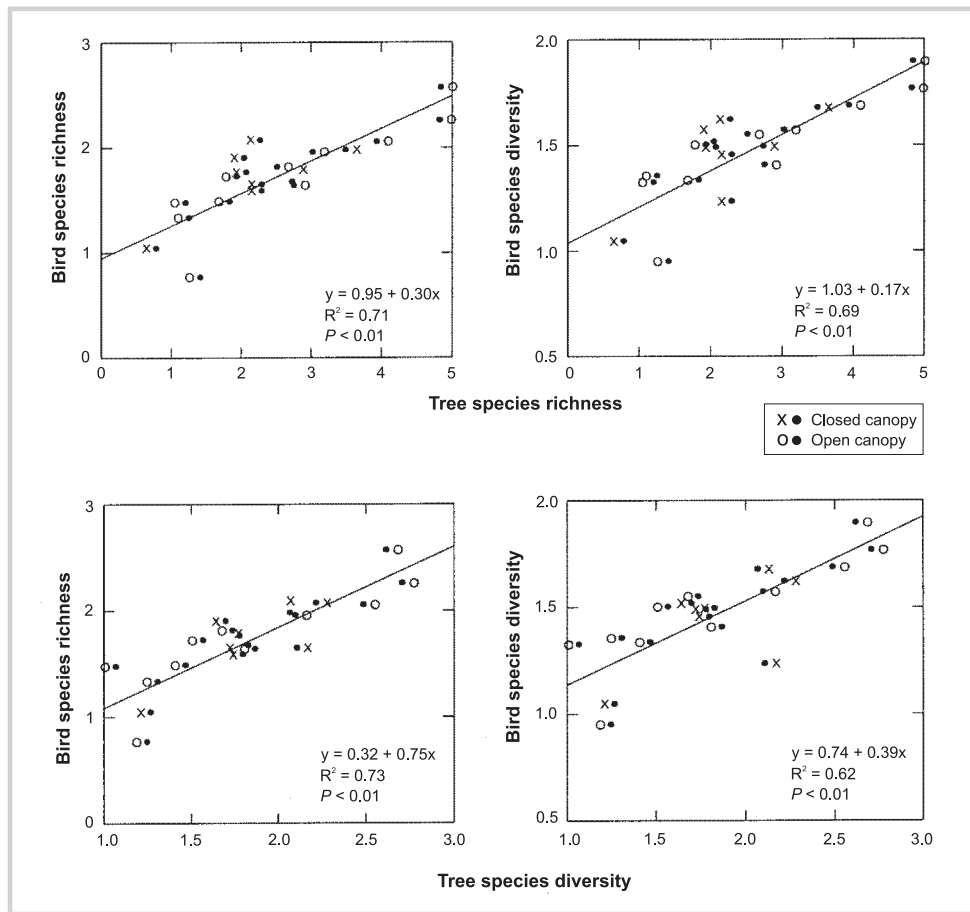 3
2
1
0
Bird species richness
y = 0.95 + 0.30x
R² = 0.71
P < 0.01
0 1 2 3 4 5
2.0
1.5
1.0
0.5
Bird species diversity
y = 1.03 + 0.17x
R² = 0.69
P < 0.01
0 1 2 3 4 5
Tree species richness
X ● Closed canopy
O ● Open canopy
3
2
1
0
Bird species richness
y = 0.32 + 0.75x
R² = 0.73
P < 0.01
1.0 1.5 2.0 2.5 3.0
2.0
1.5
1.0
0.5
Bird species diversity
y = 0.74 + 0.39x
R² = 0.62
P < 0.01
1.0 1.5 2.0 2.5 3.0
Tree species diversity